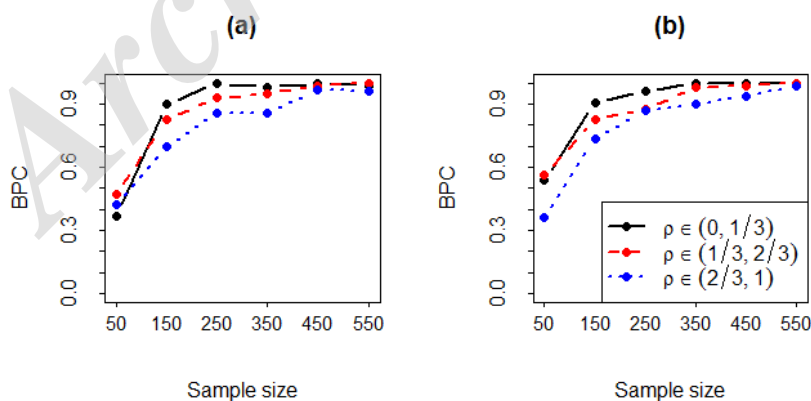 (a)
(b)
BPC
0.0 0.3 0.6 0.9
50 150 250 350 450 550
Sample size
BPC
0.0 0.3 0.6 0.9
50 150 250 350 450 550
Sample size
ρ ∈ (0, 1/3)
ρ ∈ (1/3, 2/3)
ρ ∈ (2/3, 1)
Arc